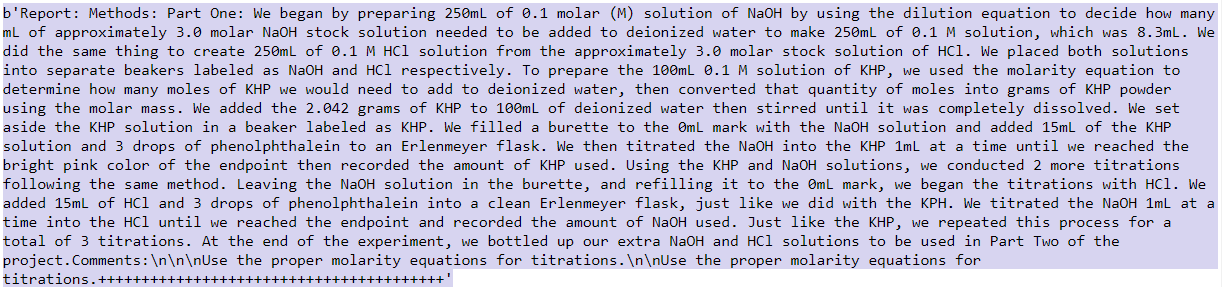 b'Report: Methods: Part One: We began by preparing 250mL of 0.1 molar (M) solution of NaOH by using the dilution equation to decide how many
mL of approximately 3.0 molar NaOH stock solution needed to be added to deionized water to make 250mL of 0.1 M solution, which was 8.3mL. We
did the same thing to create 250mL of 0.1 M HCl solution from the approximately 3.0 molar stock solution of HCl. We placed both solutions
into separate beakers labeled as NaOH and HCl respectively. To prepare the 100mL 0.1 M solution of KHP, we used the molarity equation to
determine how many moles of KHP we would need to add to deionized water, then converted that quantity of moles into grams of KHP powder
using the molar mass. We added the 2.042 grams of KHP to 100mL of deionized water then stirred until it was completely dissolved. We set
aside the KHP solution in a beaker labeled as KHP. We filled a burette to the 0mL mark with the NaOH solution and added 15mL of the KHP
solution and 3 drops of phenolphthalein to an Erlenmeyer flask. We then titrated the NaOH into the KHP 1mL at a time until we reached the
bright pink color of the endpoint then recorded the amount of KHP used. Using the KHP and NaOH solutions, we conducted 2 more titrations
following the same method. Leaving the NaOH solution in the burette, and refilling it to the 0mL mark, we began the titrations with HCl. We
added 15mL of HCl and 3 drops of phenolphthalein into a clean Erlenmeyer flask, just like we did with the KPH. We titrated the NaOH 1mL at a
time into the HCl until we reached the endpoint and recorded the amount of NaOH used. Just like the KHP, we repeated this process for a
total of 3 titrations. At the end of the experiment, we bottled up our extra NaOH and HCl solutions to be used in Part Two of the
project.Comments:\n\n\nUse the proper molarity equations for titrations.\n\nUse the proper molarity equations for
titrations.++++++++++++++++++++++++++++++++++++++++'